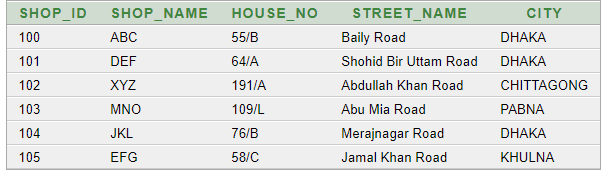 SHOP_ID SHOP_NAME HOUSE_NO STREET_NAME CITY
100 ABC 55/B Baily Road DHAKA
101 DEF 64/A Shohid Bir Uttam Road DHAKA
102 XYZ 191/A Abdullah Khan Road CHITTAGONG
103 MNO 109/L Abu Mia Road PABNA
104 JKL 76/B Merajnagar Road DHAKA
105 EFG 58/C Jamal Khan Road KHULNA